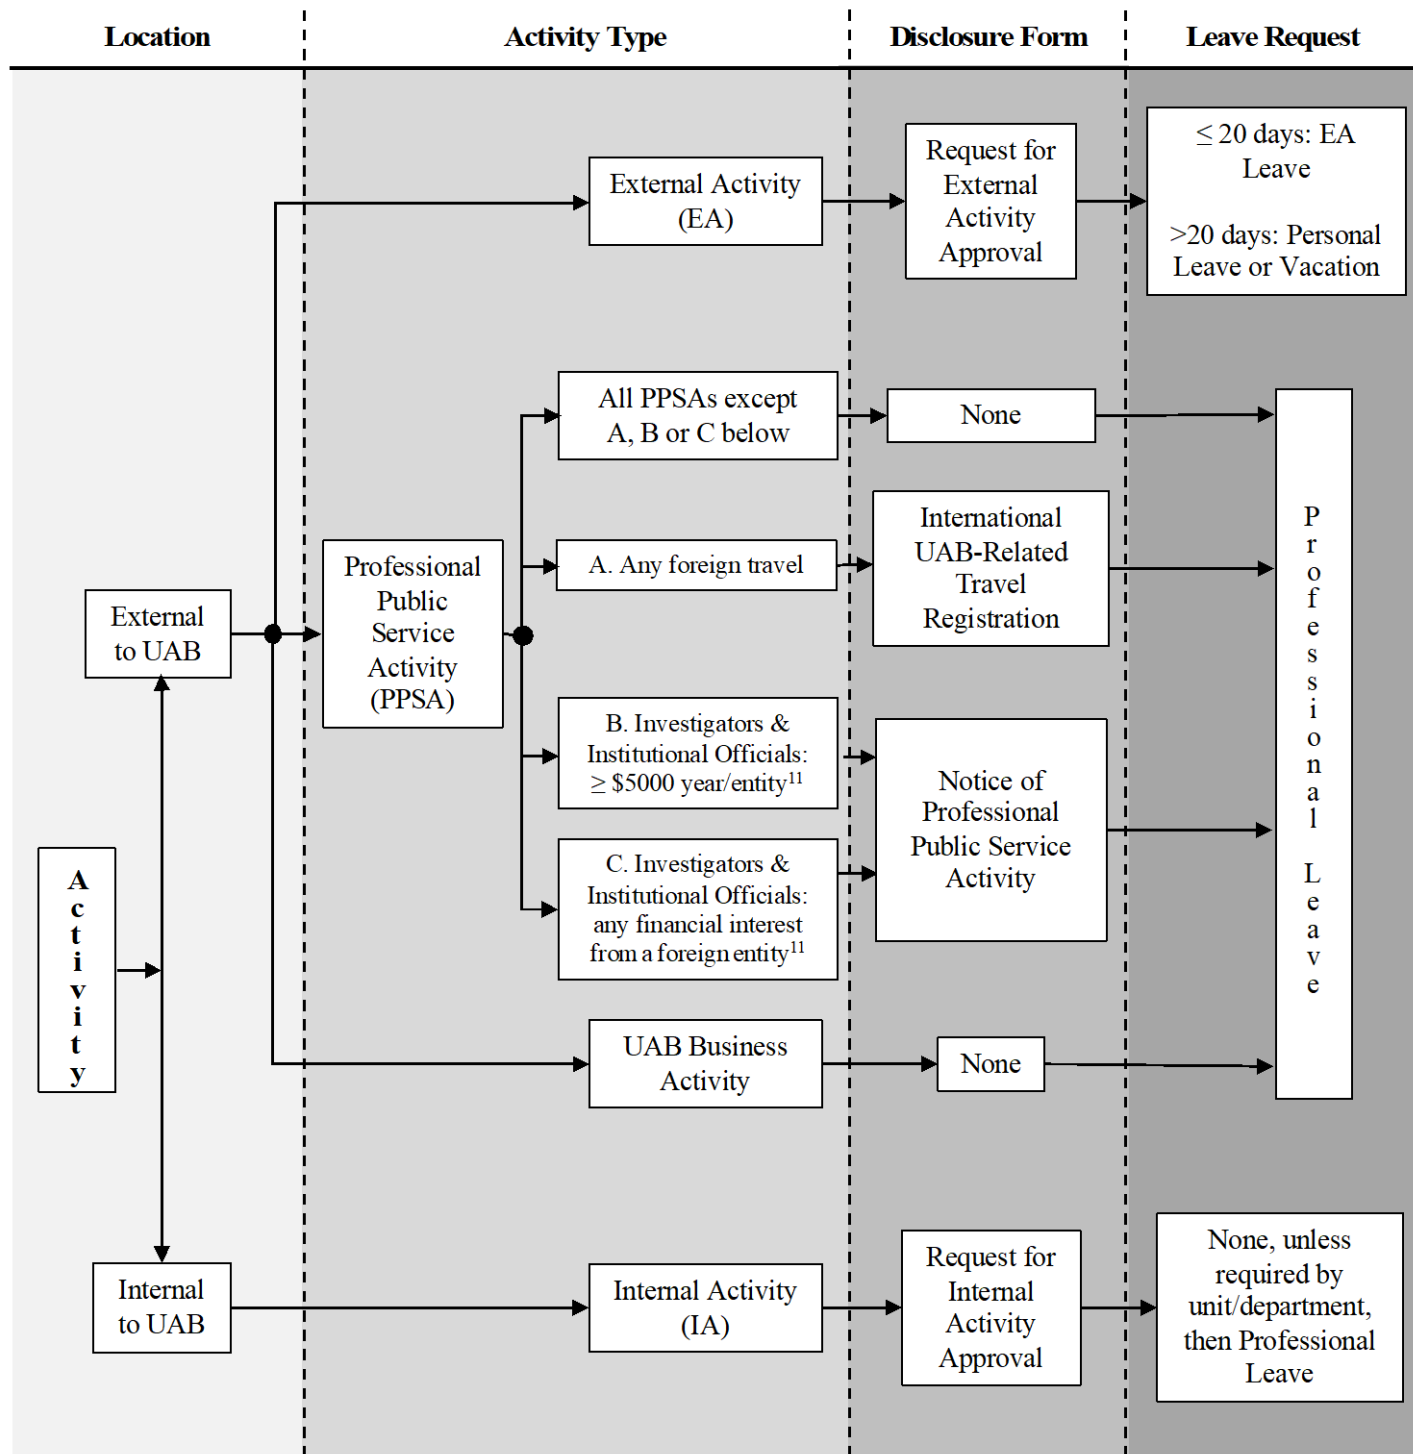 Location
Activity Type
Disclosure Form
Leave Request
External Activity
(EA)
Request for
External
Activity
Approval
≤ 20 days: EA
Leave
>20 days: Personal
Leave or Vacation
All PPSAs except
A, B or C below
None
Professional
Public
Service
Activity
(PPSA)
A. Any foreign travel
International
UAB-Related
Travel
Registration
External
to UAB
B. Investigators &
Institutional Officials:
≥ $5000 year/entity11
Notice of
Professional
Public Service
Activity
C. Investigators &
Institutional Officials:
any financial interest
from a foreign entity11
Professional Leave
Activity
UAB Business
Activity
None
Internal
to UAB
Internal Activity
(IA)
Request for
Internal
Activity
Approval
None, unless
required by
unit/department,
then Professional
Leave